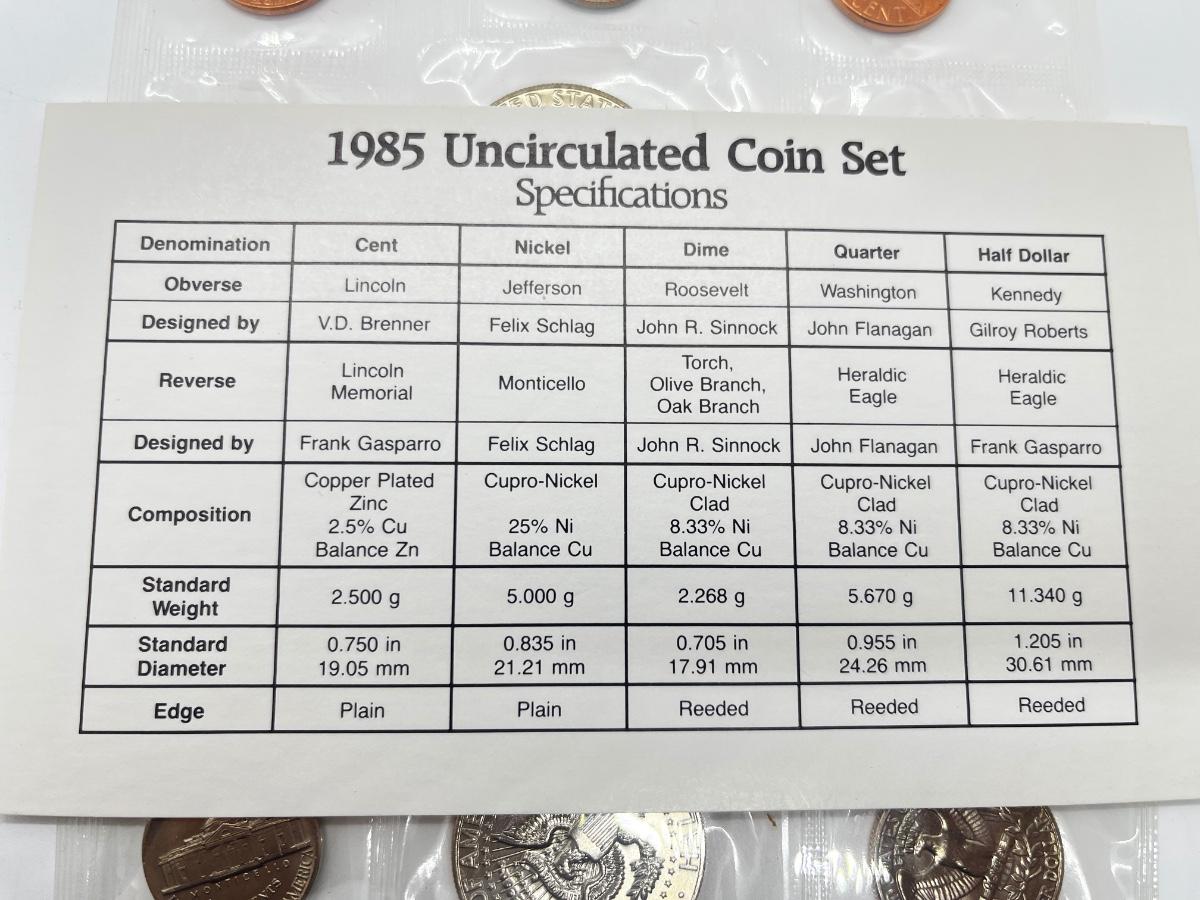 CENT
ED STAT
1985 Uncirculated Coin Set
Specifications
Denomination Cent Nickel Dime Quarter Half Dollar
Obverse Lincoln Jefferson Roosevelt Washington Kennedy
Designed by V.D. Brenner Felix Schlag John R. Sinnock John Flanagan Gilroy Roberts
Reverse Lincoln Memorial Monticello Torch, Olive Branch, Oak Branch Heraldic Eagle Heraldic Eagle
Designed by Frank Gasparro Felix Schlag John R. Sinnock John Flanagan Frank Gasparro
Composition Copper Plated Zinc 2.5% Cu Balance Zn Cupro-Nickel 25% Ni Balance Cu Cupro-Nickel Clad 8.33% Ni Balance Cu Cupro-Nickel Clad 8.33% Ni Balance Cu Cupro-Nickel Clad 8.33% Ni Balance Cu
Standard Weight 2.500 g 5.000 g 2.268 g 5.670 g 11.340 g
Standard Diameter 0.750 in 19.05 mm 0.835 in 21.21 mm 0.705 in 17.91 mm 0.955 in 24.26 mm 1.205 in 30.61 mm
Edge Plain Plain Reeded Reeded Reeded
MONTICELLO
OF AM